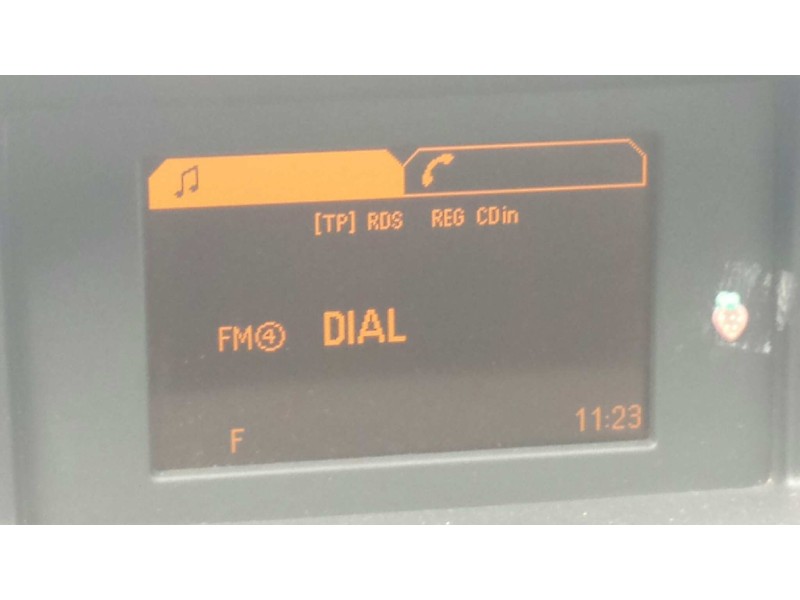 [TP] RDS REG CDin
FM④ DIAL
F 11:23